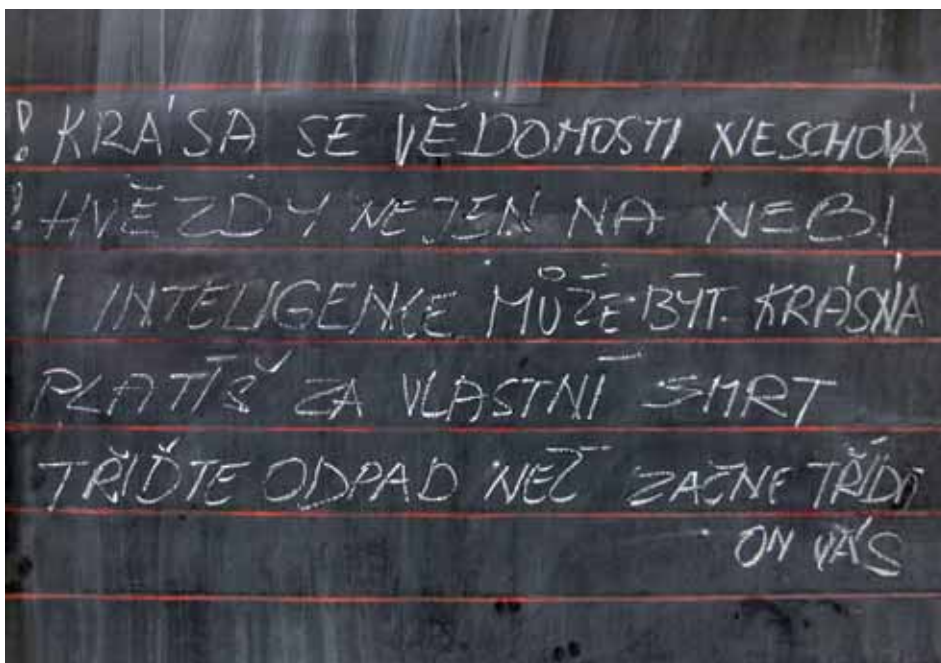 ! KRÁSA SE VĚDOMOSTI NESCHOVÁ
! HVĚZDY NEJEN NA NEBI
I INTELIGENCE MŮŽE BÝT KRÁSNÁ
PLATÍŠ ZA VLASTNÍ SMRT
TŘIĎTE ODPAD NEŽ ZAČNE TŘÍDIT
ON VÁS